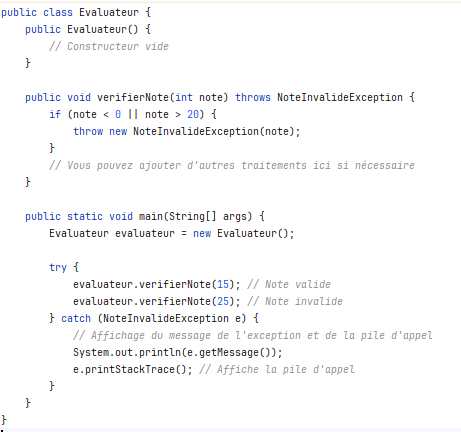 public class Evaluateur {
    public Evaluateur() {
        // Constructeur vide
    }

    public void verifierNote(int note) throws NoteInvalideException {
        if (note < 0 || note > 20) {
            throw new NoteInvalideException(note);
        }
        // Vous pouvez ajouter d'autres traitements ici si nécessaire
    }

    public static void main(String[] args) {
        Evaluateur evaluateur = new Evaluateur();

        try {
            evaluateur.verifierNote(15); // Note valide
            evaluateur.verifierNote(25); // Note invalide
        } catch (NoteInvalideException e) {
            // Affichage du message de l'exception et de la pile d'appel
            System.out.println(e.getMessage());
            e.printStackTrace(); // Affiche la pile d'appel
        }
    }
}